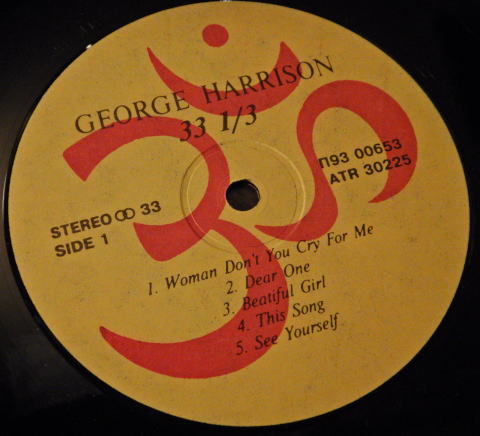 GEORGE HARRISON
33 1/3
П93 00653
ATR 30225
STEREO 33
SIDE 1
1. Woman Don't You Cry For Me
2. Dear One
3. Beatiful Girl
4. This Song
5. See Yourself